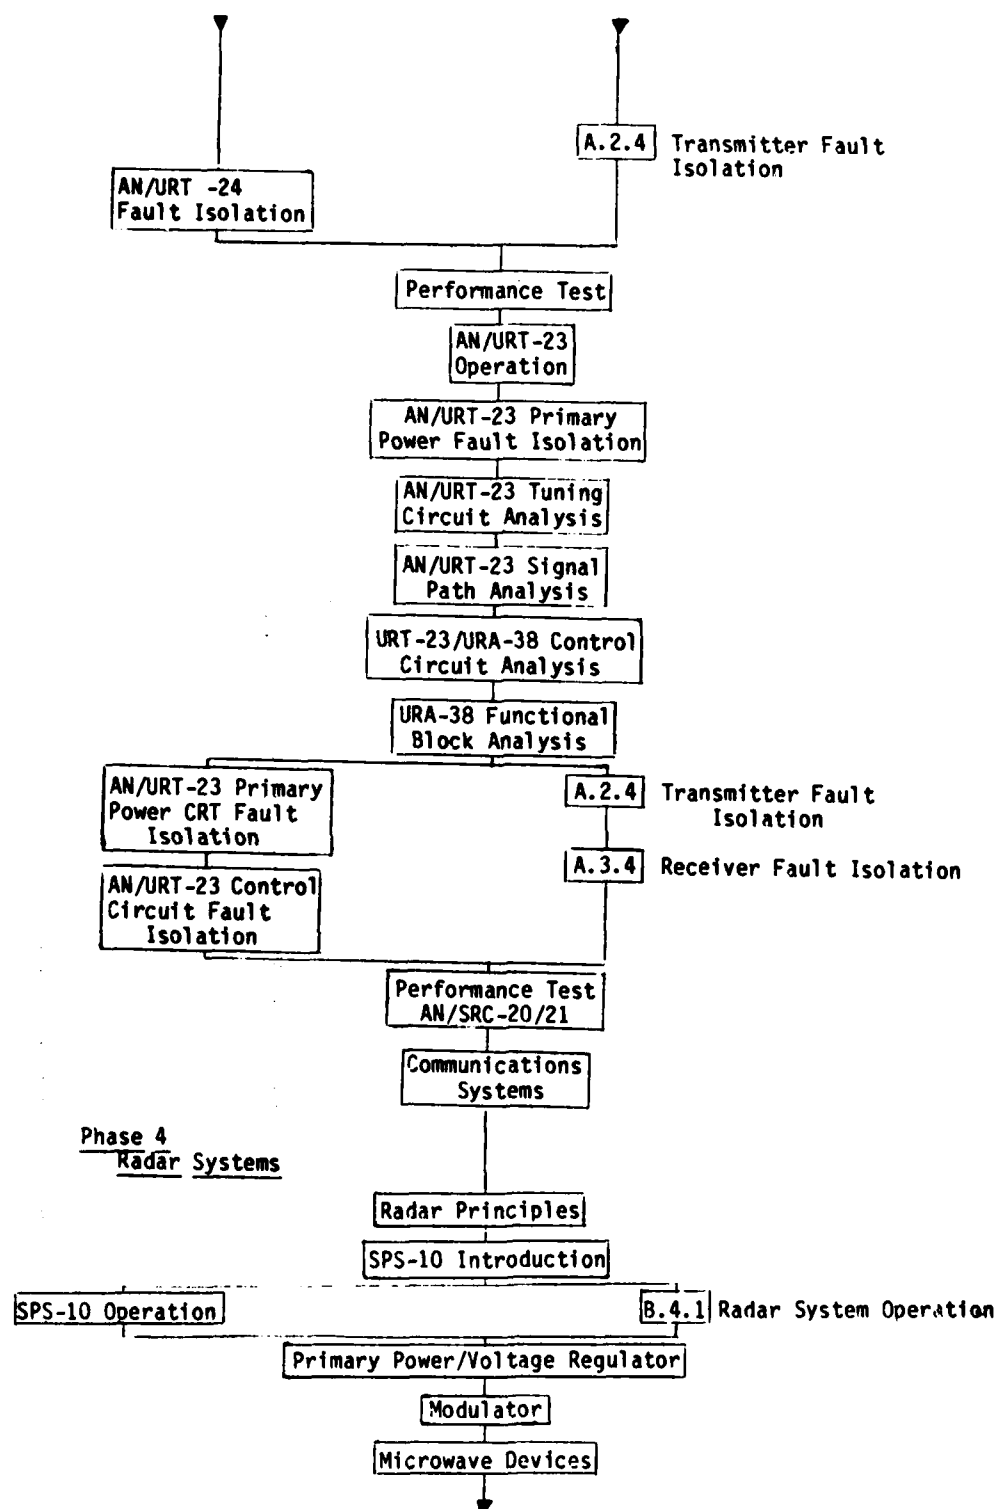 A.2.4 Transmitter Fault
Isolation
AN/URT -24
Fault Isolation
Performance Test
AN/URT-23
Operation
AN/URT-23 Primary
Power Fault Isolation
AN/URT-23 Tuning
Circuit Analysis
AN/URT-23 Signal
Path Analysis
URT-23/URA-38 Control
Circuit Analysis
URA-38 Functional
Block Analysis
AN/URT-23 Primary
Power CRT Fault
Isolation
A.2.4 Transmitter Fault
Isolation
A.3.4 Receiver Fault Isolation
AN/URT-23 Control
Circuit Fault
Isolation
Performance Test
AN/SRC-20/21
Communications
Systems
Phase 4
Radar Systems
Radar Principles
SPS-10 Introduction
SPS-10 Operation
B.4.1 Radar System Operation
Primary Power/Voltage Regulator
Modulator
Microwave Devices